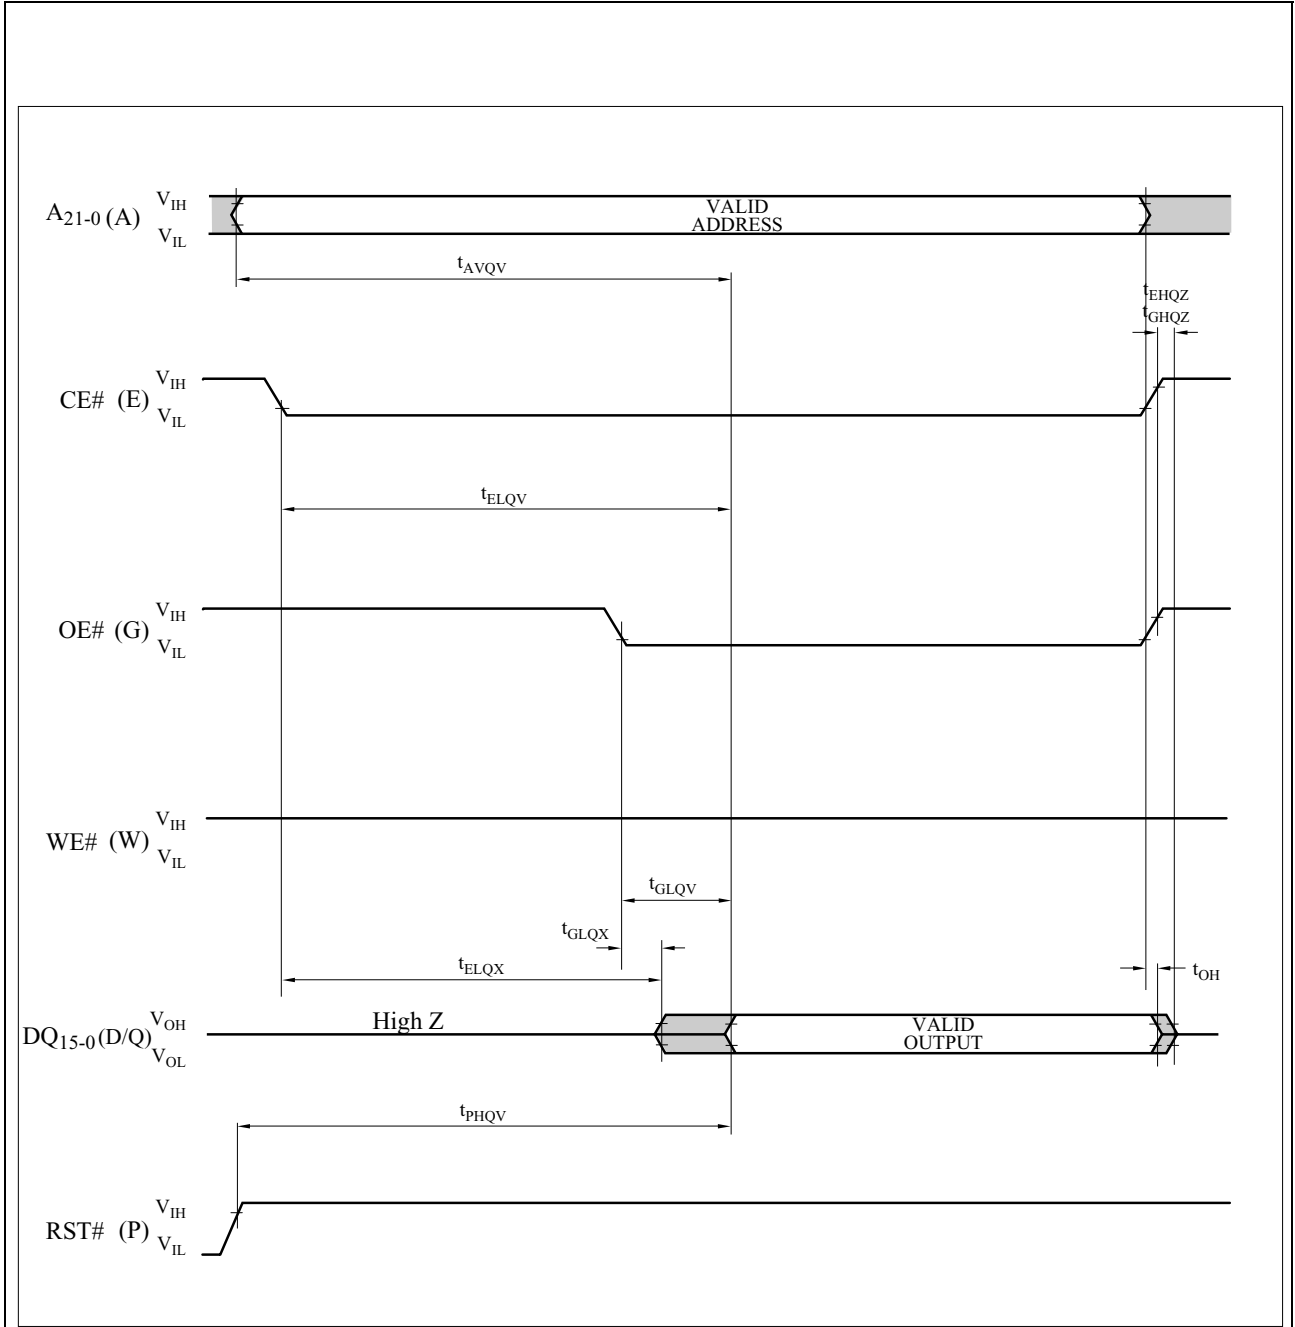 A21-0 (A) VIH
VIL
VALID
ADDRESS
tAVQV
tEHQZ
tGHQZ
CE# (E) VIH
VIL
tELQV
OE# (G) VIH
VIL
WE# (W) VIH
VIL
tGLQV
tGLQX
tELQX
tOH
DQ15-0 (D/Q) VOH
VOL
High Z
VALID
OUTPUT
tPHQV
RST# (P) VIH
VIL